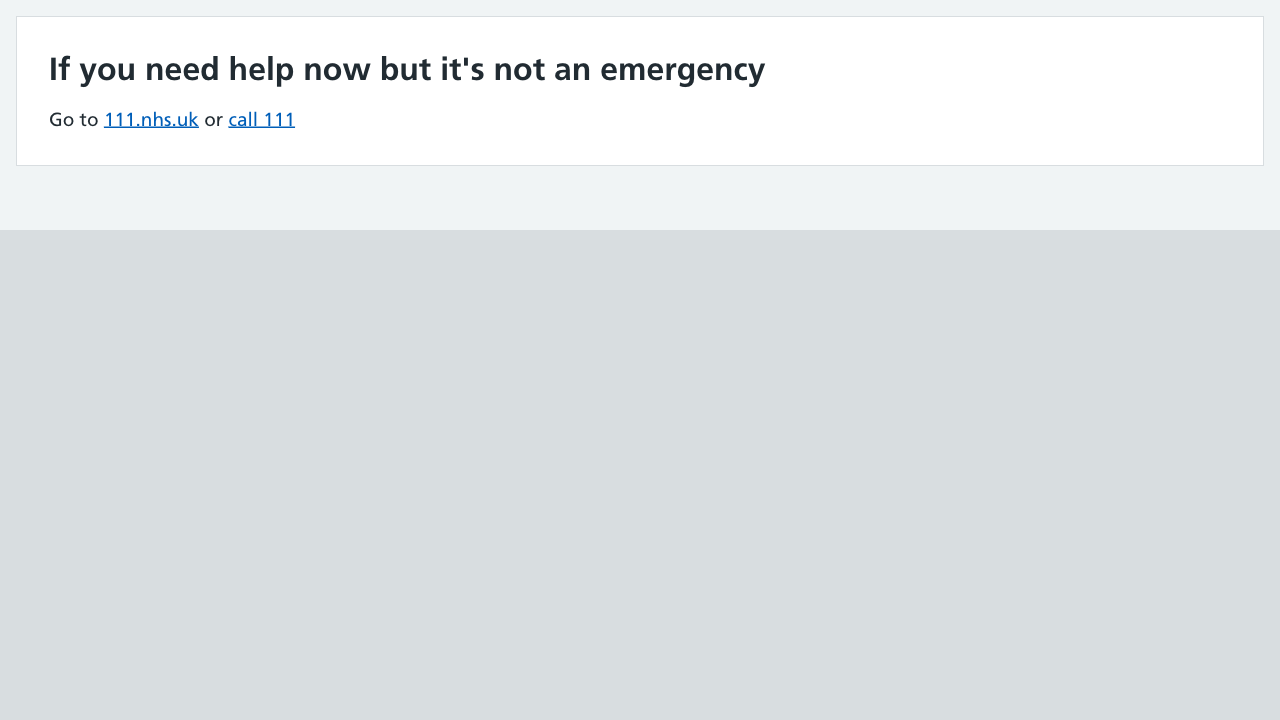 If you need help now but it's not an emergency
Go to 111.nhs.uk or call 111